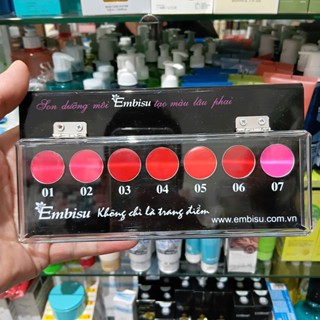 Son dưỡng môi Embisu tạo màu lâu phai
01 02 03 04 05 06 07
Embisu Không chỉ là trang điểm
www.embisu.com.vn